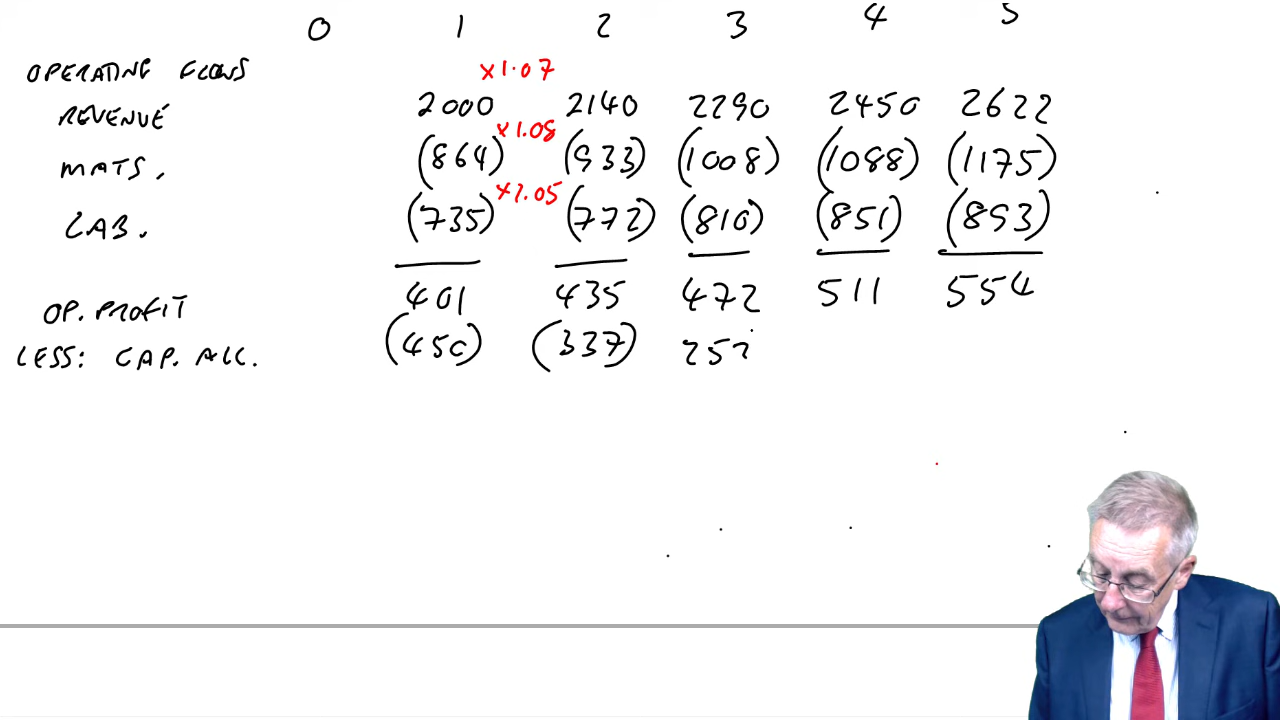 0 1 2 3 4 5
OPERATING FLOWS ×1.07
REVENUE 2000 2140 2290 2450 2622
×1.08
MATS. (864) (933) (1008) (1088) (1175)
×1.05
LAB. (735) (772) (810) (851) (893)
OP. PROFIT 401 435 472 511 554
LESS: CAP. ALL. (450) (337) 253